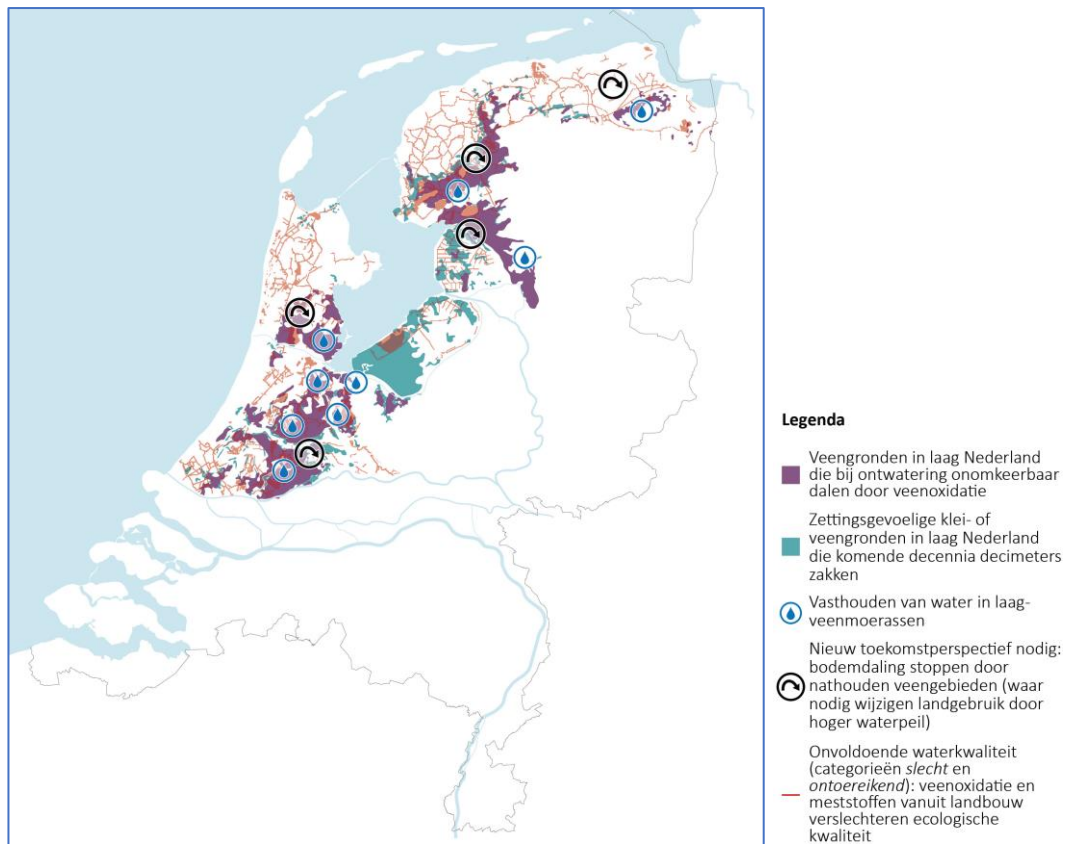 Legenda
Veengronden in laag Nederland
die bij ontwatering onomkeerbaar
dalen door veenoxidatie
Zettingsgevoelige klei- of
veengronden in laag Nederland
die komende decennia decimeters
zakken
Vasthouden van water in laag-
veenmoerassen
Nieuw toekomstperspectief nodig:
bodemdaling stoppen door
nathouden veengebieden (waar
nodig wijzigen landgebruik door
hoger waterpeil)
Onvoldoende waterkwaliteit
(categorieën slecht en
ontoereikend): veenoxidatie en
meststoffen vanuit landbouw
verslechteren ecologische
kwaliteit